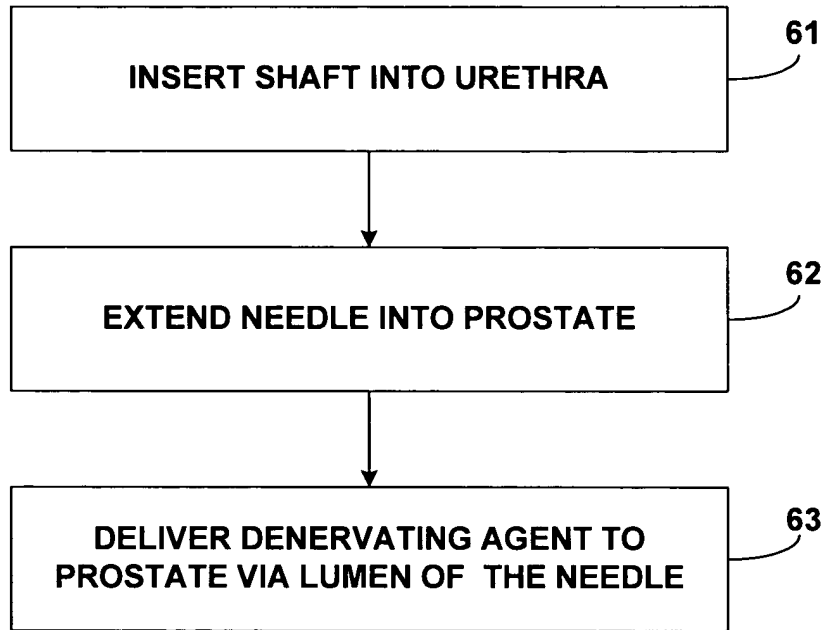 61
INSERT SHAFT INTO URETHRA
62
EXTEND NEEDLE INTO PROSTATE
63
DELIVER DENERVATING AGENT TO
PROSTATE VIA LUMEN OF THE NEEDLE